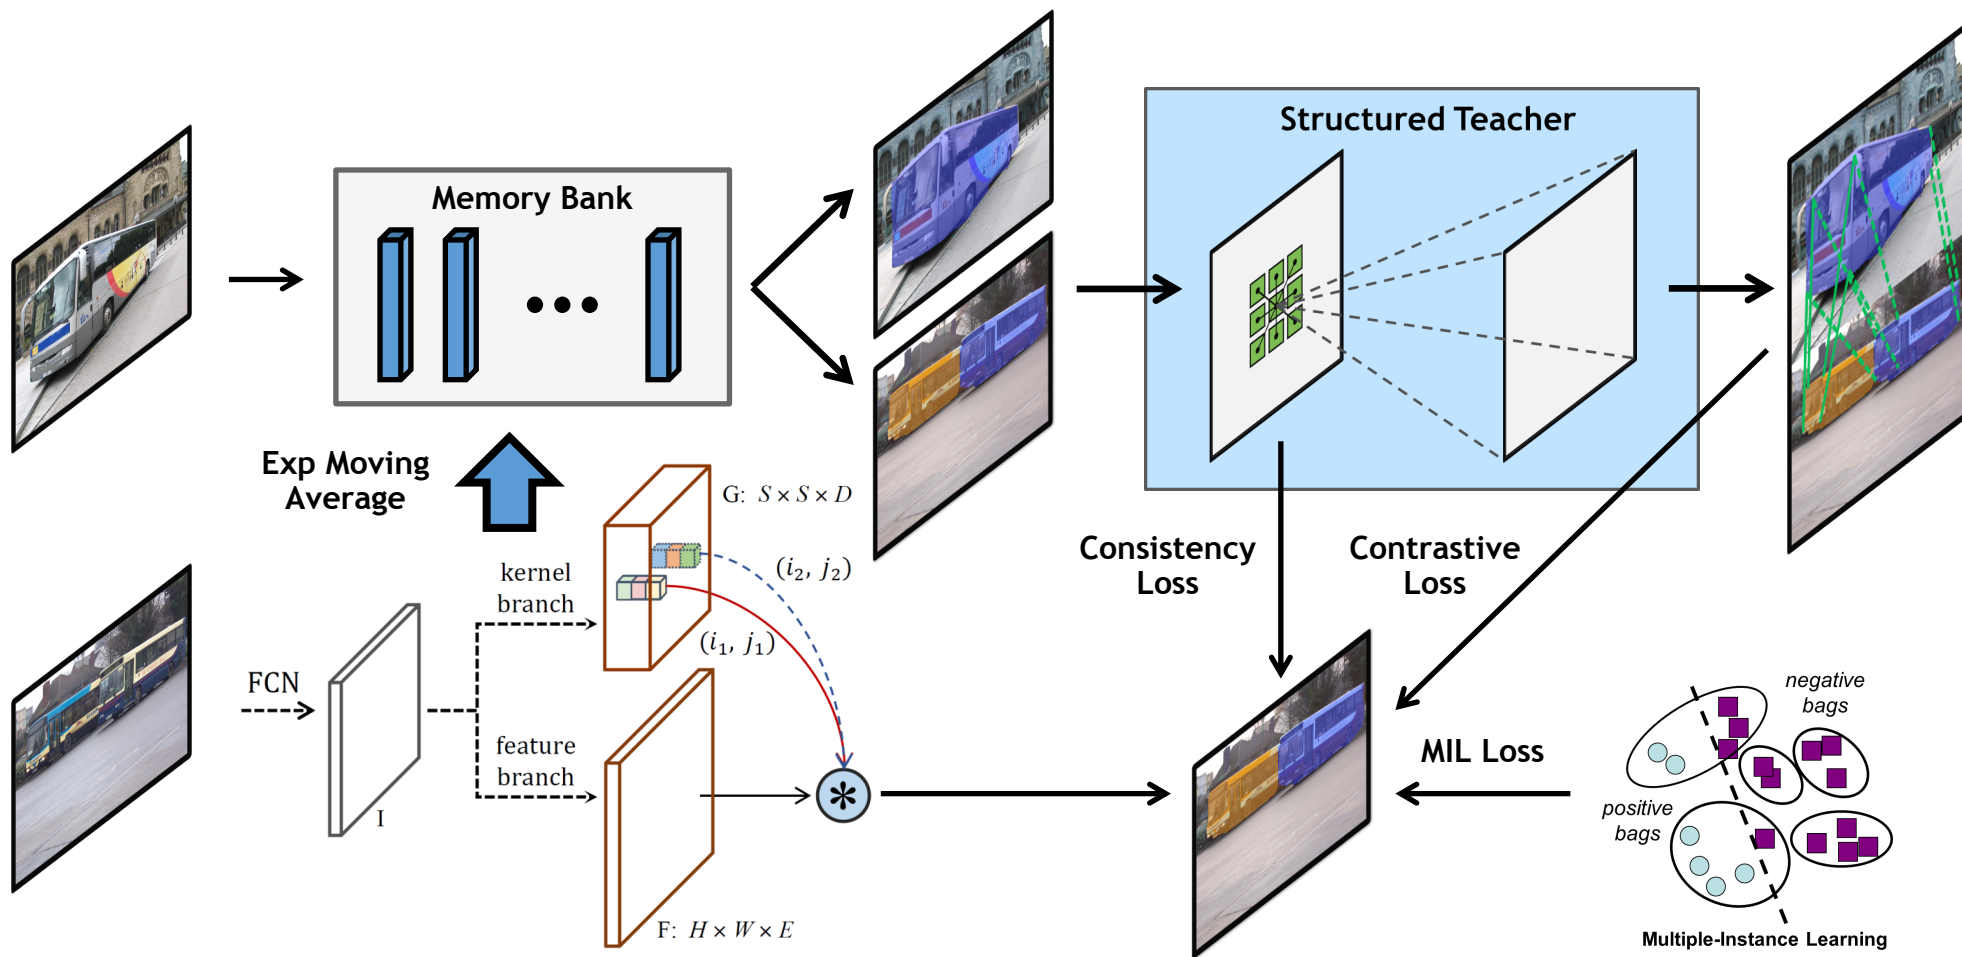 Structured Teacher
Memory Bank
Exp Moving
Average
G: S × S × D
kernel
branch
(i₂, j₂)
(i₁, j₁)
FCN
I
feature
branch
F: H × W × E
Consistency
Loss
Contrastive
Loss
MIL Loss
negative
bags
positive
bags
Multiple-Instance Learning